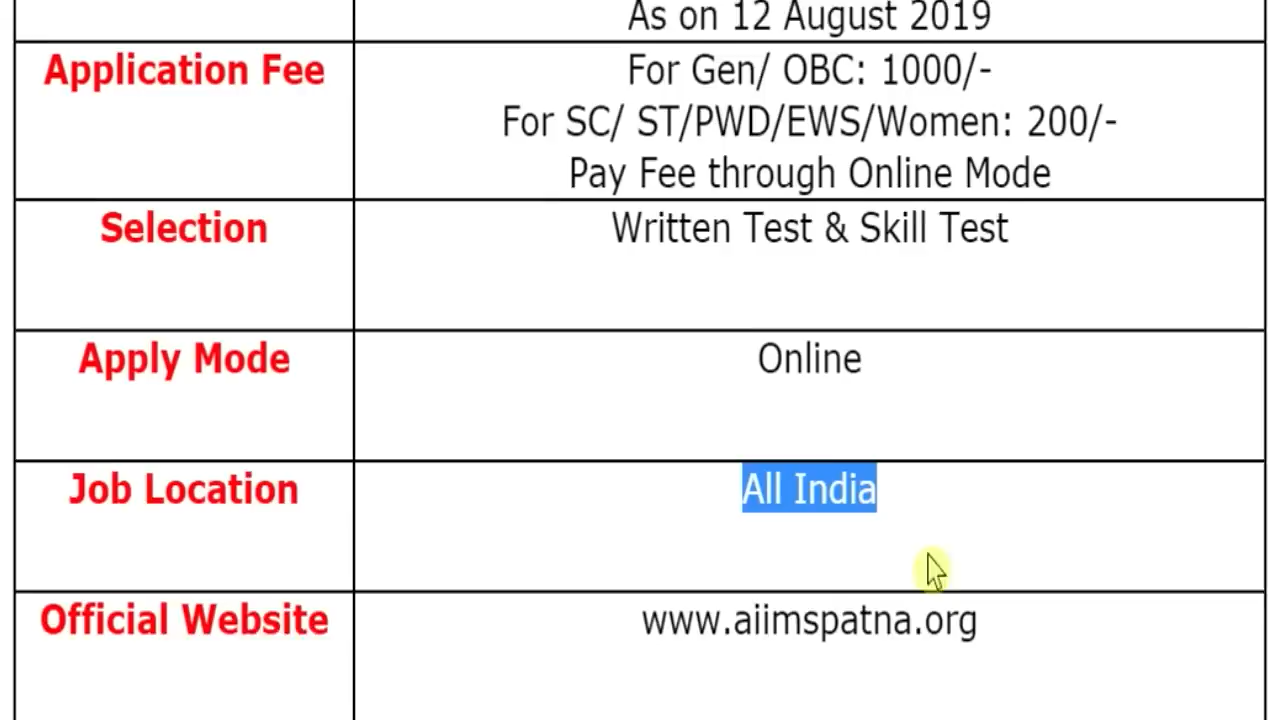 As on 12 August 2019
Application Fee
For Gen/ OBC: 1000/-
For SC/ ST/PWD/EWS/Women: 200/-
Pay Fee through Online Mode
Selection
Written Test & Skill Test
Apply Mode
Online
Job Location
All India
Official Website
www.aiimspatna.org